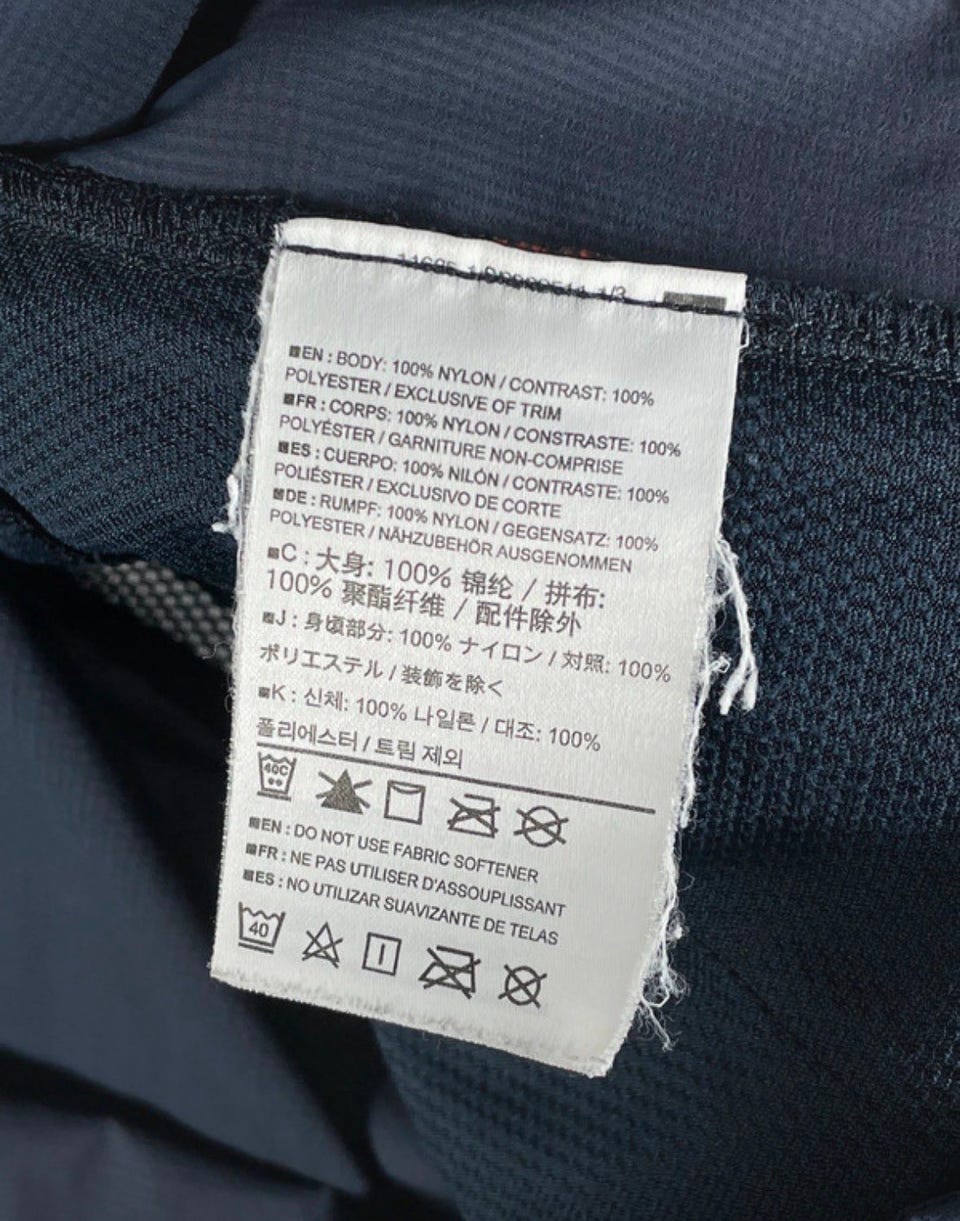 EN : BODY: 100% NYLON / CONTRAST: 100%
POLYESTER / EXCLUSIVE OF TRIM
FR : CORPS: 100% NYLON / CONSTRASTE: 100%
POLYÉSTER / GARNITURE NON-COMPRISE
ES : CUERPO: 100% NILÓN / CONTRASTE: 100%
POLIÉSTER / EXCLUSIVO DE CORTE
DE : RUMPF: 100% NYLON / GEGENSATZ: 100%
POLYESTER / NÄHZUBEHÖR AUSGENOMMEN
C : 大身: 100% 锦纶 / 拼布:
100% 聚酯纤维 / 配件除外
J : 身頃部分: 100% ナイロン / 対照: 100%
ポリエステル / 装飾を除く
K : 신체: 100% 나일론 / 대조: 100%
폴리에스터 / 트림 제외
40C
EN : DO NOT USE FABRIC SOFTENER
FR : NE PAS UTILISER D'ASSOUPLISSANT
ES : NO UTILIZAR SUAVIZANTE DE TELAS
40